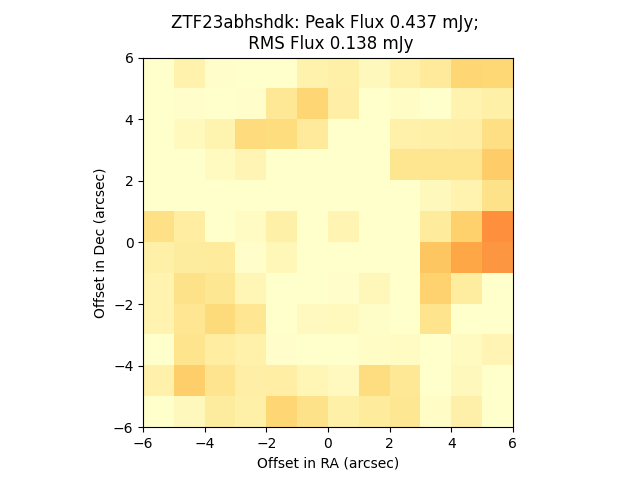 ZTF23abhshdk: Peak Flux 0.437 mJy;
RMS Flux 0.138 mJy
6
4
2
0
−2
−4
−6
Offset in Dec (arcsec)
−6 −4 −2 0 2 4 6
Offset in RA (arcsec)